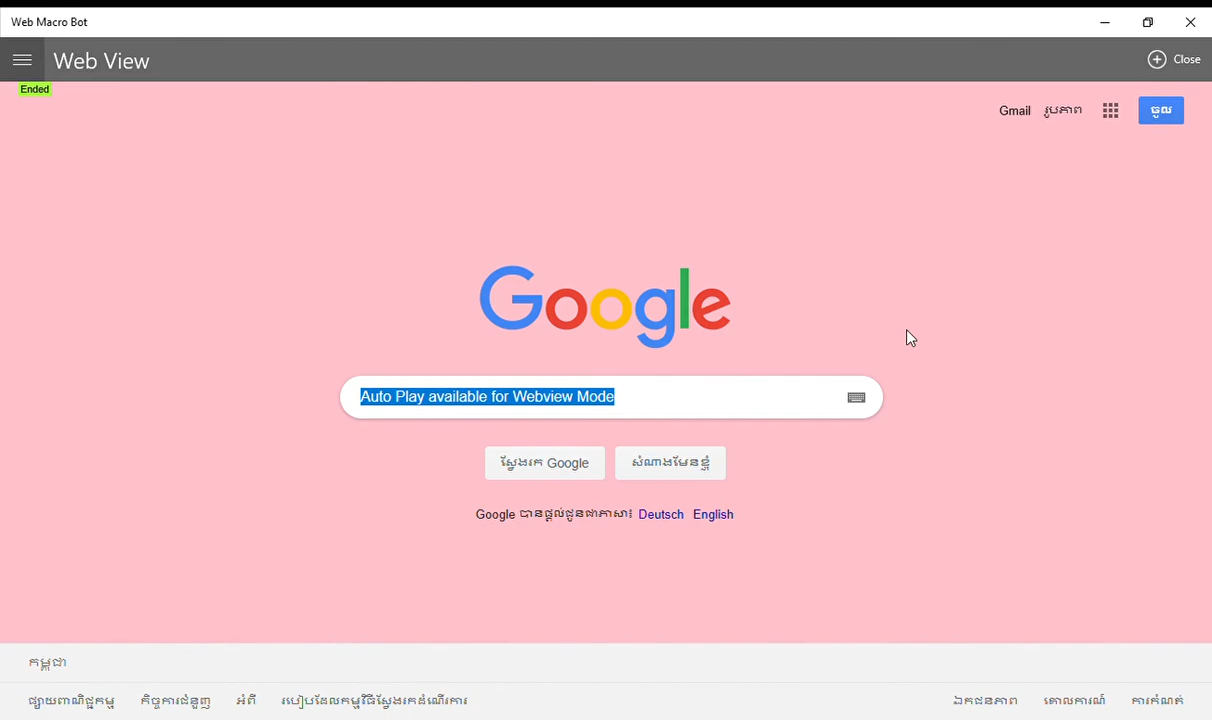 Web Macro Bot
Web View
Close
Ended
Gmail រូបភាព ចូល
Google
Auto Play available for Webview Mode
ស្វែងរក Google សំណាងមែនខ្ញុំ
Google បានផ្ដល់ជូនជាភាសា៖ Deutsch English
កម្ពុជា
ផ្សាយពាណិជ្ជកម្ម កិច្ចការជំនួញ អំពី របៀបដែលកម្មវិធីស្វែងរកដំណើរការ ឯកជនភាព គោលការណ៍ ការកំណត់